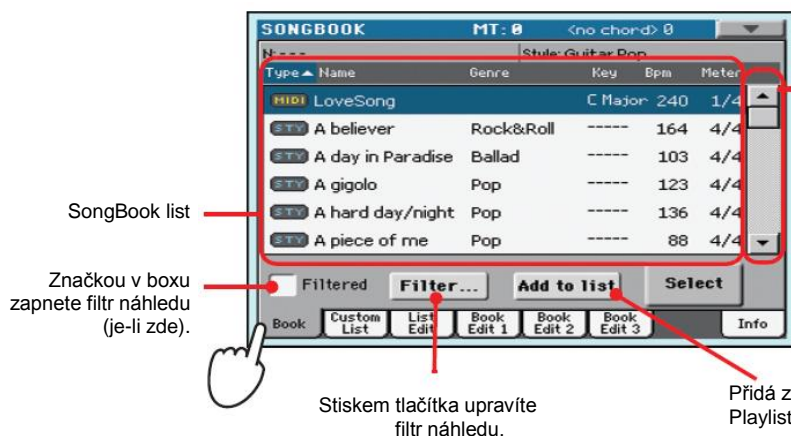 SONGBOOK MT: 0 <no chord> 0
N:--- Style: Guitar Pop
Type Name Genre Key Bpm Meter
MIDI LoveSong C Major 240 1/4
STY A believer Rock&Roll ----- 164 4/4
STY A day in Paradise Ballad ----- 103 4/4
STY A gigolo Pop ----- 123 4/4
STY A hard day/night Pop ----- 136 4/4
STY A piece of me Pop ----- 88 4/4
SongBook list
Značkou v boxu
zapnete filtr náhledu
(je-li zde).
Filtered Filter... Add to list Select
Book Custom List List Edit Book Edit 1 Book Edit 2 Book Edit 3 Info
Stiskem tlačítka upravíte
filtr náhledu.
Přidá z
Playlist